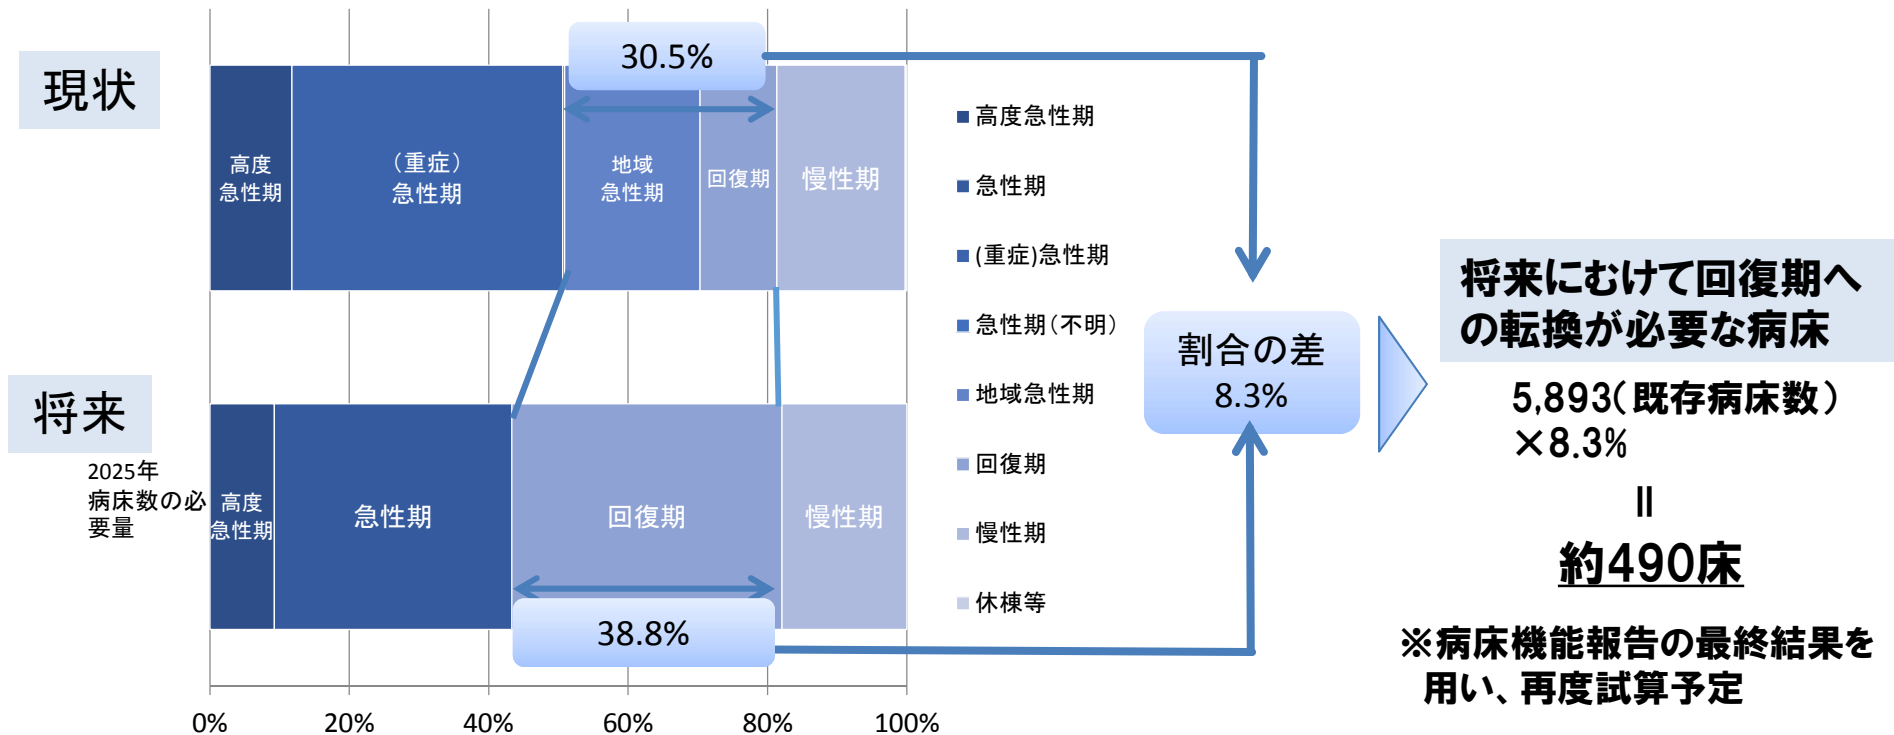 現状
30.5%
高度
急性期
（重症）
急性期
地域
急性期
回復期
慢性期
将来
2025年
病床数の必
要量
高度
急性期
急性期
回復期
慢性期
38.8%
0%
20%
40%
60%
80%
100%
高度急性期
急性期
(重症)急性期
急性期（不明）
地域急性期
回復期
慢性期
休棟等
割合の差
8.3%
将来にむけて回復期へ
の転換が必要な病床
5,893（既存病床数）
×8.3%
＝
約490床
※病床機能報告の最終結果を
用い、再度試算予定